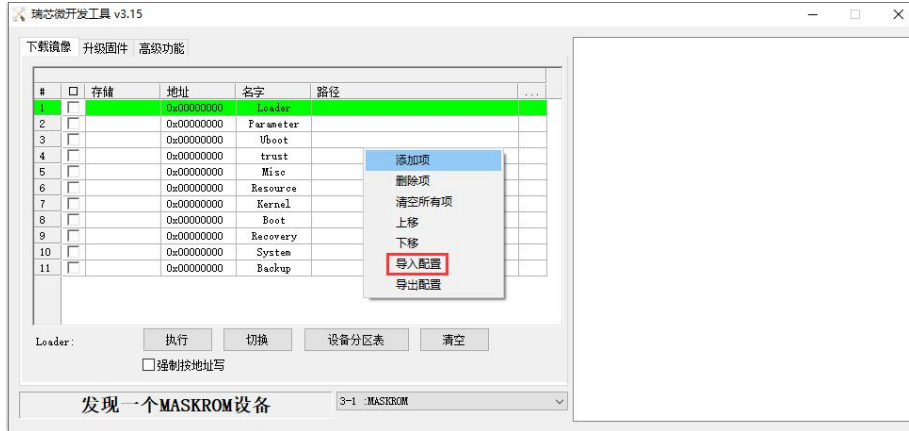 瑞芯微开发工具 v3.15
下载镜像 升级固件 高级功能
# 存储 地址 名字 路径 ...
1 0x00000000 Loader
2 0x00000000 Parameter
3 0x00000000 Uboot
4 0x00000000 trust
5 0x00000000 Misc
6 0x00000000 Resource
7 0x00000000 Kernel
8 0x00000000 Boot
9 0x00000000 Recovery
10 0x00000000 System
11 0x00000000 Backup
添加项
删除项
清空所有项
上移
下移
导入配置
导出配置
Loader: 执行 切换 设备分区表 清空
强制按地址写
发现一个MASKROM设备 3-1 :MASKROM